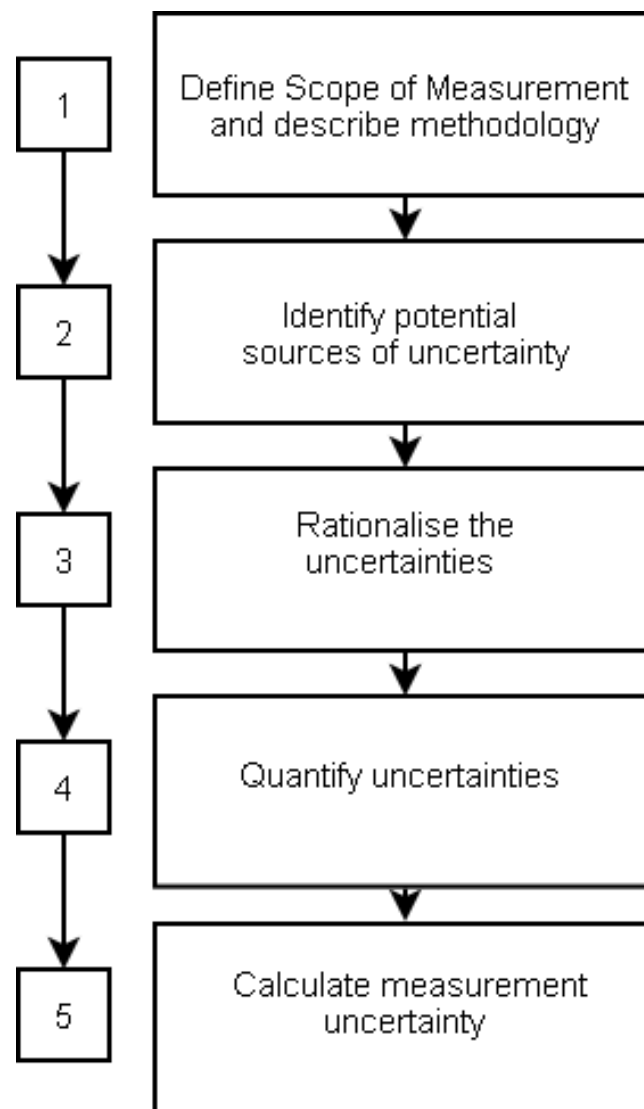 1
Define Scope of Measurement
and describe methodology
2
Identify potential
sources of uncertainty
3
Rationalise the
uncertainties
4
Quantify uncertainties
5
Calculate measurement
uncertainty